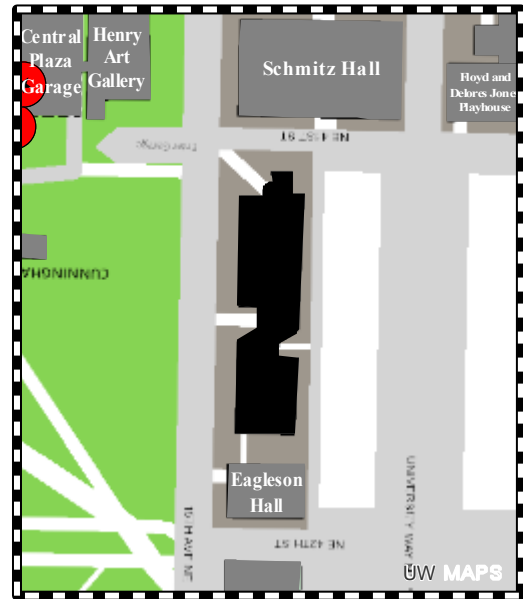 Central
Plaza
Garage
Henry
Art
Gallery
Schmitz Hall
Floyd and
Delores Jone
Playhouse
NE 41ST ST
CUNNINGHA
Eagleson
Hall
15TH AVE NE
UNIVERSITY WAY
NE 42TH ST
UW MAPS